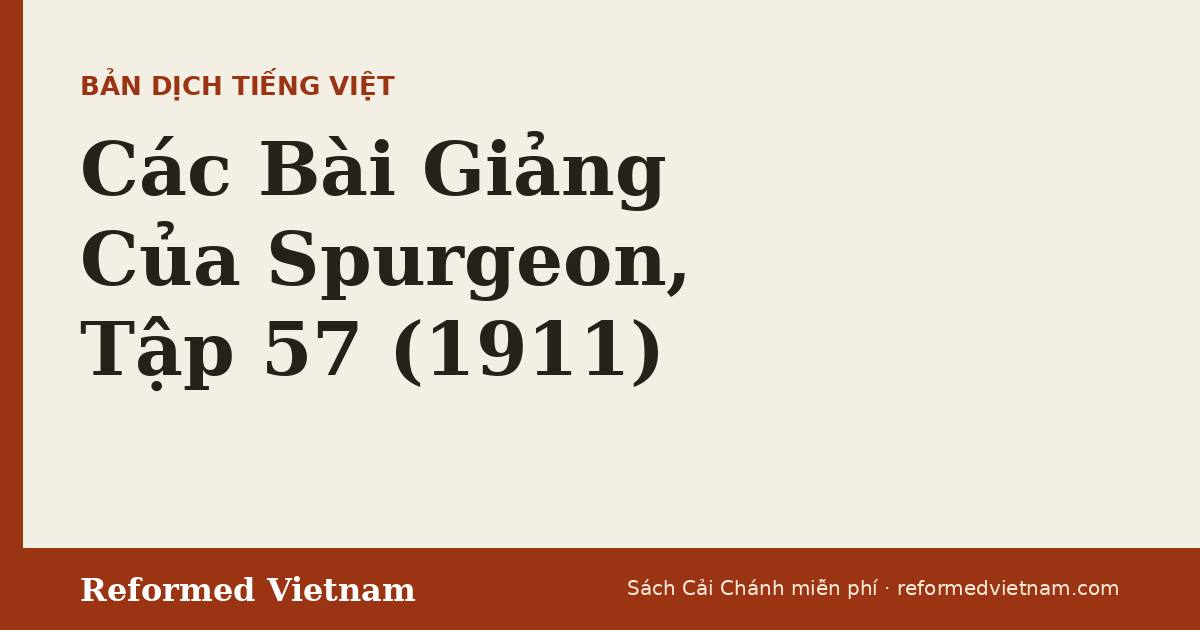 BẢN DỊCH TIẾNG VIỆT
Các Bài Giảng
Của Spurgeon,
Tập 57 (1911)
Reformed Vietnam
Sách Cải Chánh miễn phí · reformedvietnam.com